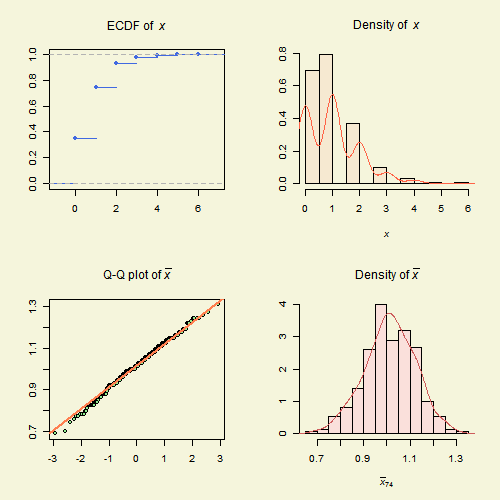 ECDF of x
0.0 0.2 0.4 0.6 0.8 1.0
0 2 4 6
Density of x
0.0 0.2 0.4 0.6 0.8
0 1 2 3 4 5 6
x
Q-Q plot of x̅
0.7 0.9 1.1 1.3
-3 -2 -1 0 1 2 3
Density of x̅
0 1 2 3 4
0.7 0.9 1.1 1.3
x̅₇₄